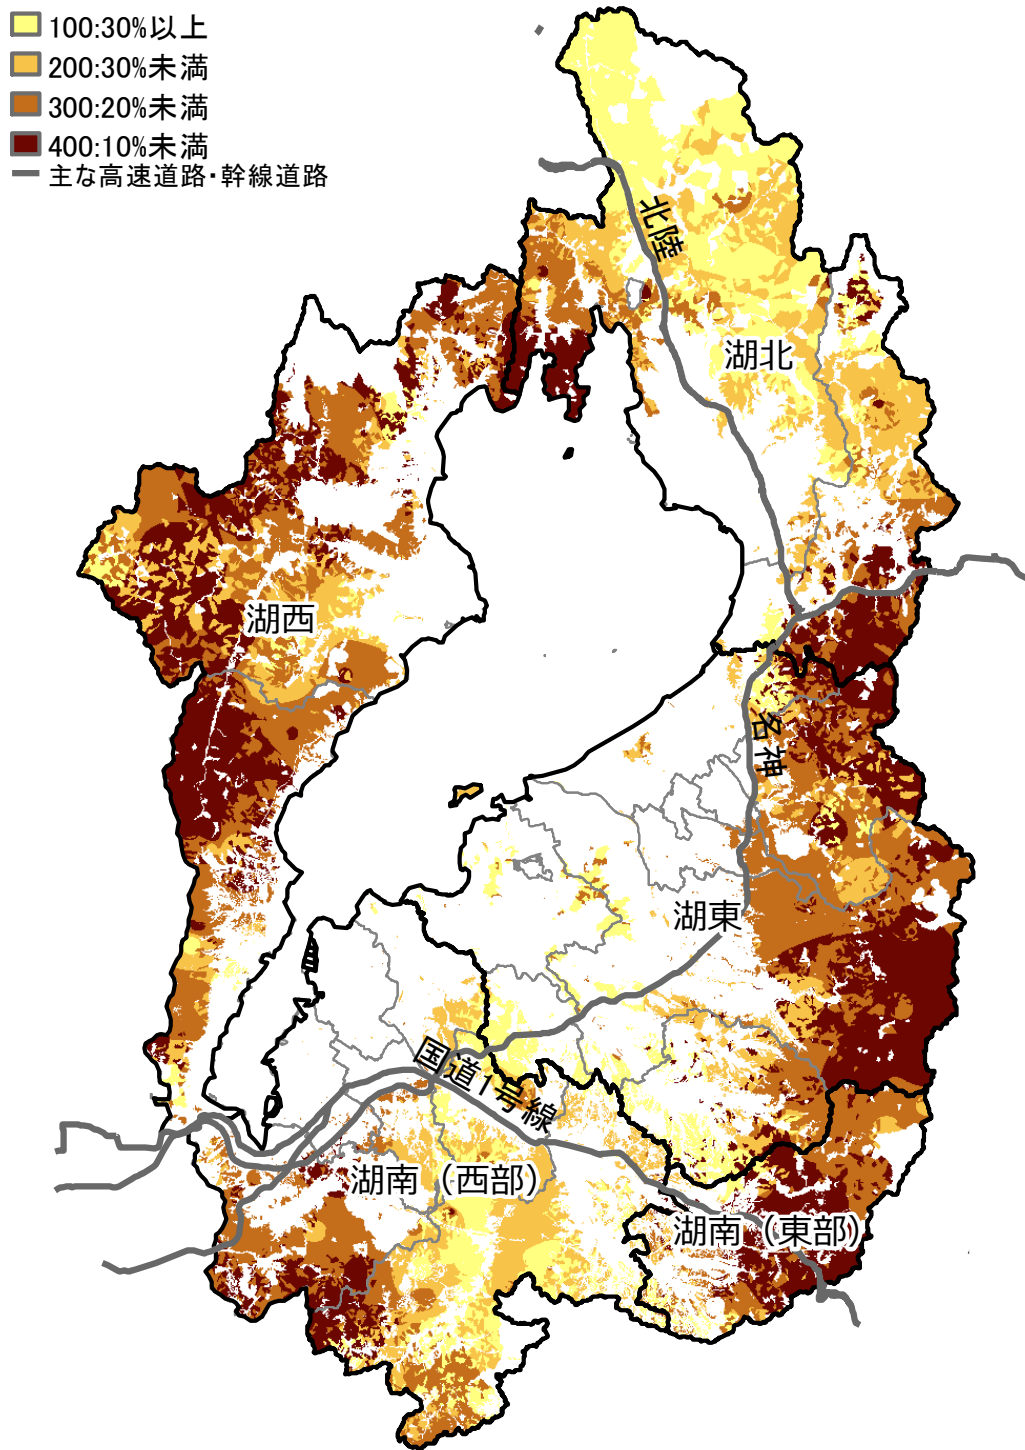 100:30%以上
200:30%未満
300:20%未満
400:10%未満
主な高速道路・幹線道路
北陸
湖北
湖西
名神
湖東
国道1号線
湖南（西部）
湖南（東部）